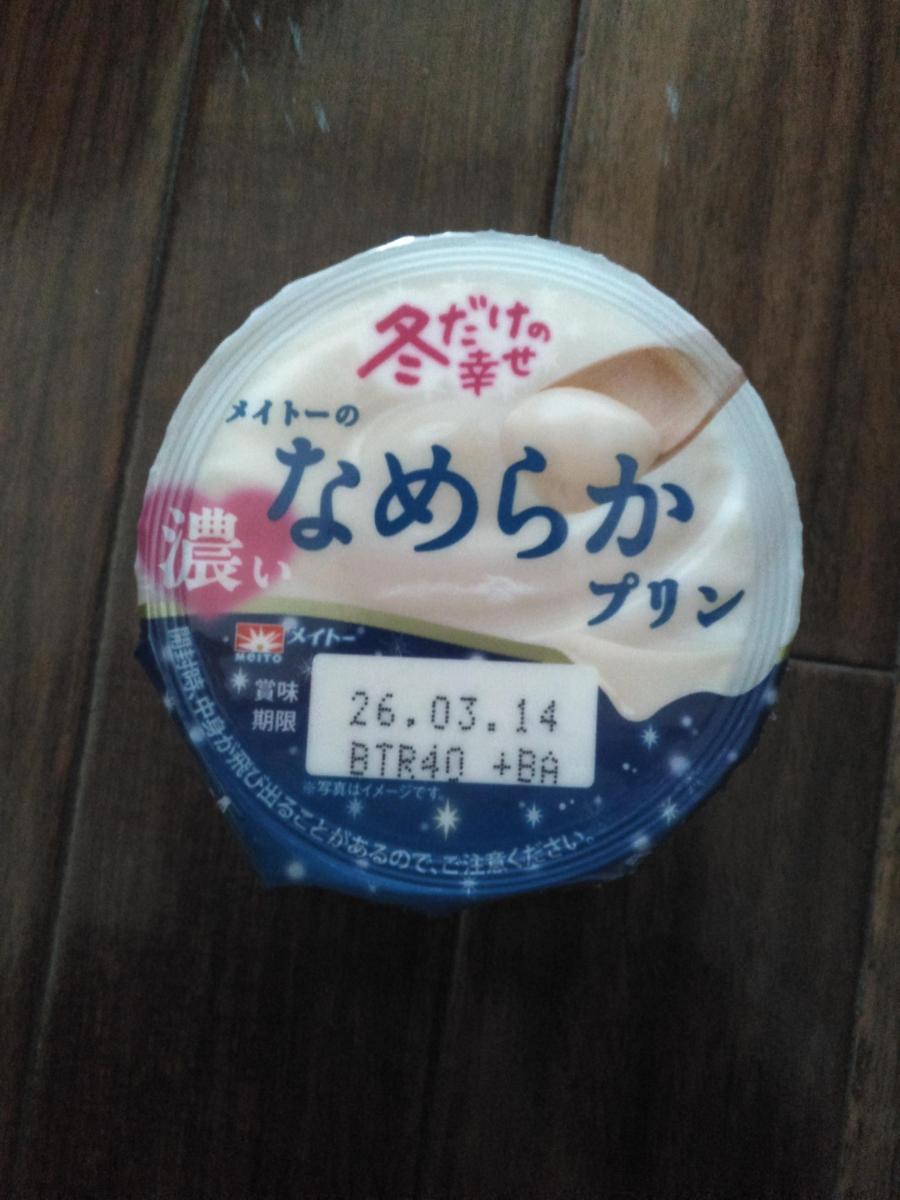 冬だけの
幸せ
メイトーの
なめらか
濃い
プリン
メイトー
MEITO
賞味
期限
26.03.14
BTR40 +BA
※写真はイメージです。
開封時、中身が飛び出ることがあるので、ご注意ください。